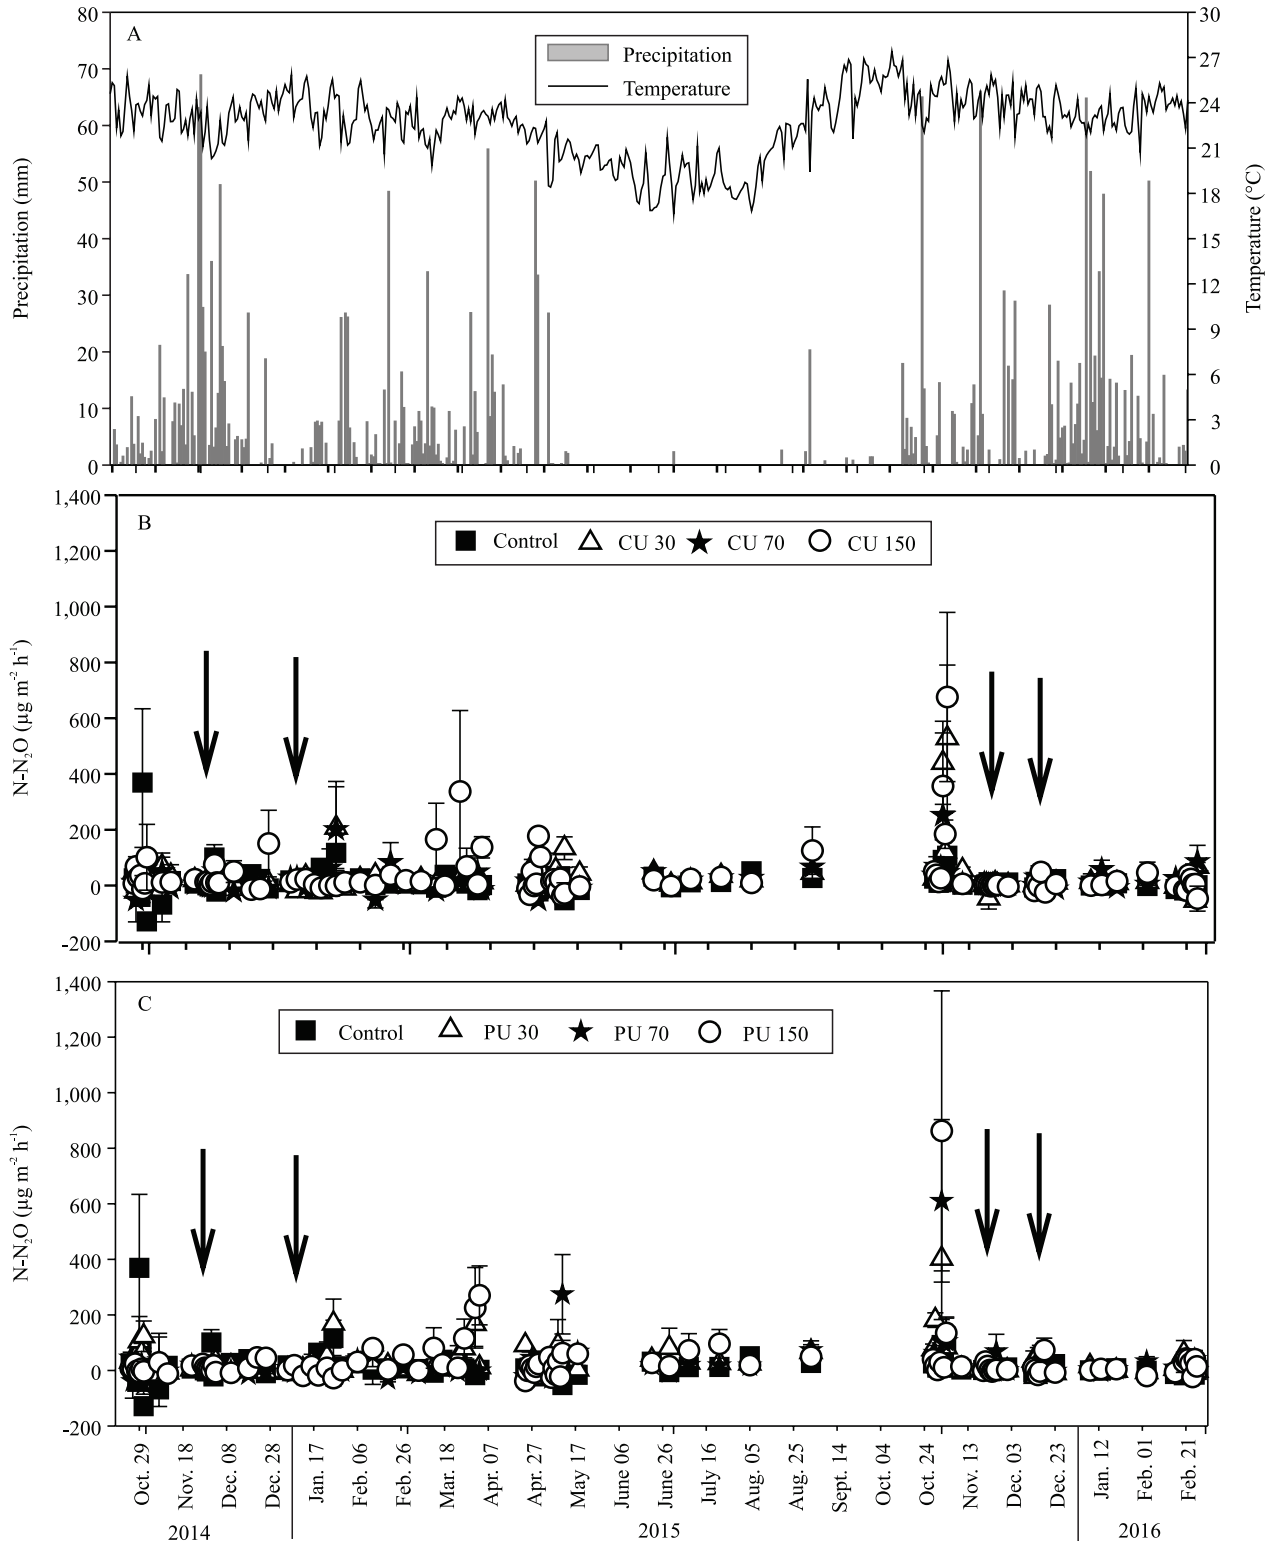 A
Precipitation
Temperature
Precipitation (mm)
80
70
60
50
40
30
20
10
0
30
27
24
21
18
15
12
9
6
3
0
Temperature (°C)
B
Control CU 30 CU 70 CU 150
N-N₂O (µg m⁻² h⁻¹)
1,400
1,200
1,000
800
600
400
200
0
-200
C
Control PU 30 PU 70 PU 150
N-N₂O (µg m⁻² h⁻¹)
1,400
1,200
1,000
800
600
400
200
0
-200
Oct. 29
Nov. 18
Dec. 08
Dec. 28
Jan. 17
Feb. 06
Feb. 26
Mar. 18
Apr. 07
Apr. 27
May 17
June 06
June 26
July 16
Aug. 05
Aug. 25
Sept. 14
Oct. 04
Oct. 24
Nov. 13
Dec. 03
Dec. 23
Jan. 12
Feb. 01
Feb. 21
2014 2015 2016